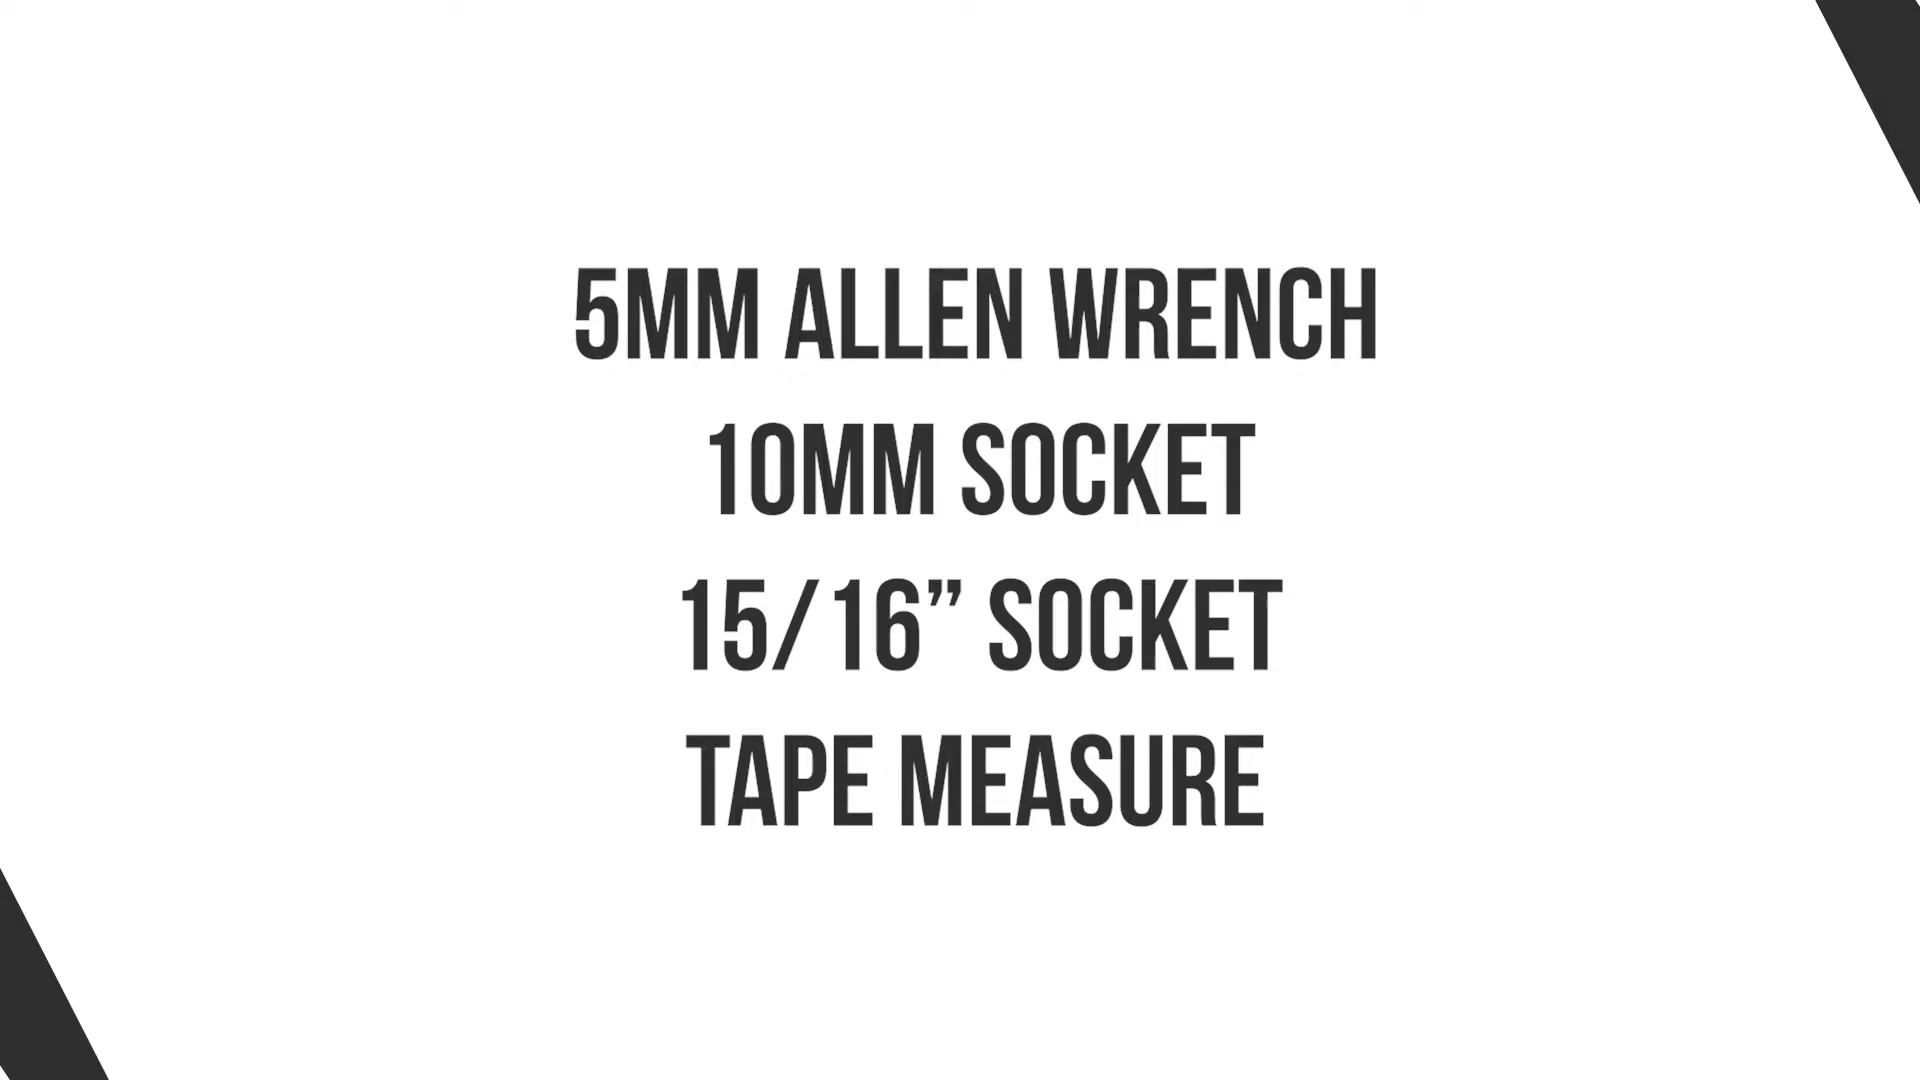 5MM ALLEN WRENCH
10MM SOCKET
15/16” SOCKET
TAPE MEASURE